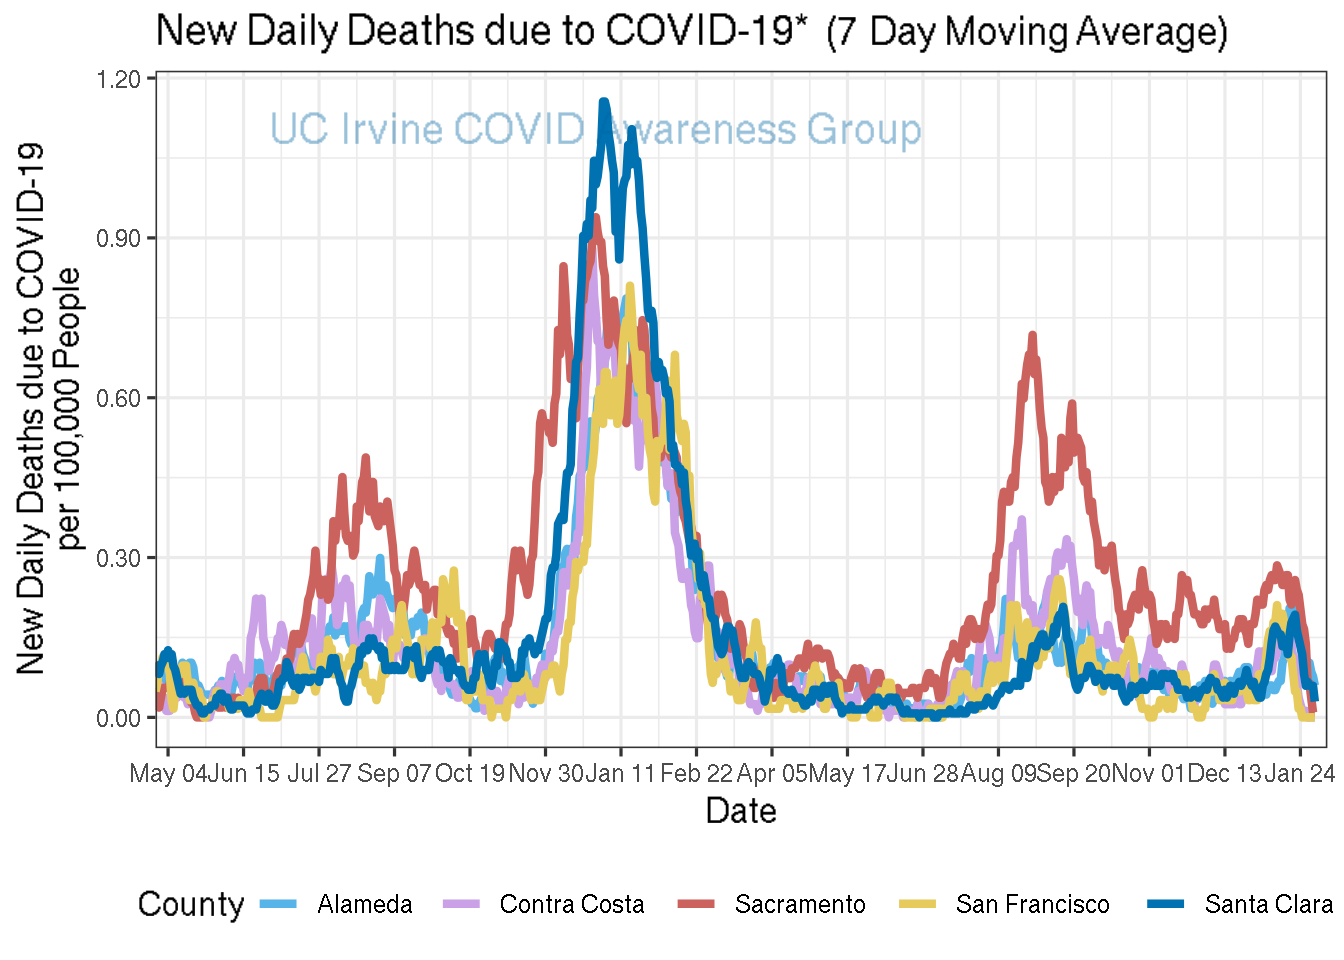 New Daily Deaths due to COVID-19* (7 Day Moving Average)
UC Irvine COVID Awareness Group
New Daily Deaths due to COVID-19
per 100,000 People
1.20
0.90
0.60
0.30
0.00
May 04 Jun 15 Jul 27 Sep 07 Oct 19 Nov 30 Jan 11 Feb 22 Apr 05 May 17 Jun 28 Aug 09 Sep 20 Nov 01 Dec 13 Jan 24
Date
County Alameda Contra Costa Sacramento San Francisco Santa Clara